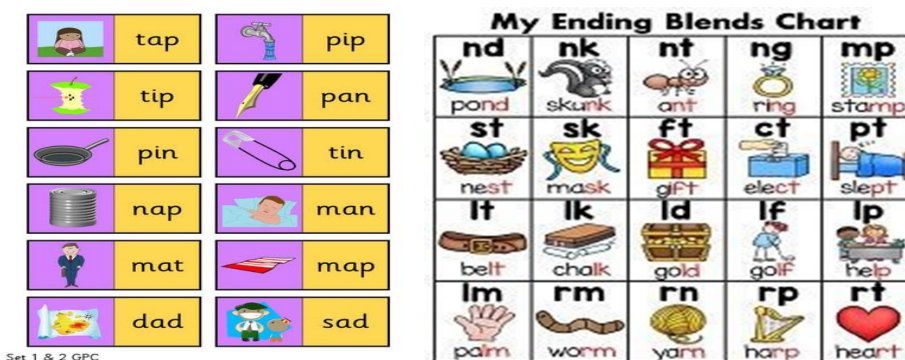 tap pip
tip pan
pin tin
nap man
mat map
dad sad
Set 1 & 2 GPC
My Ending Blends Chart
nd nk nt ng mp
pond skunk ant ring stamp
st sk ft ct pt
nest mask gift elect slept
lt lk ld lf lp
belt chalk gold golf help
lm rm rn rp rt
palm worm yarn harp heart